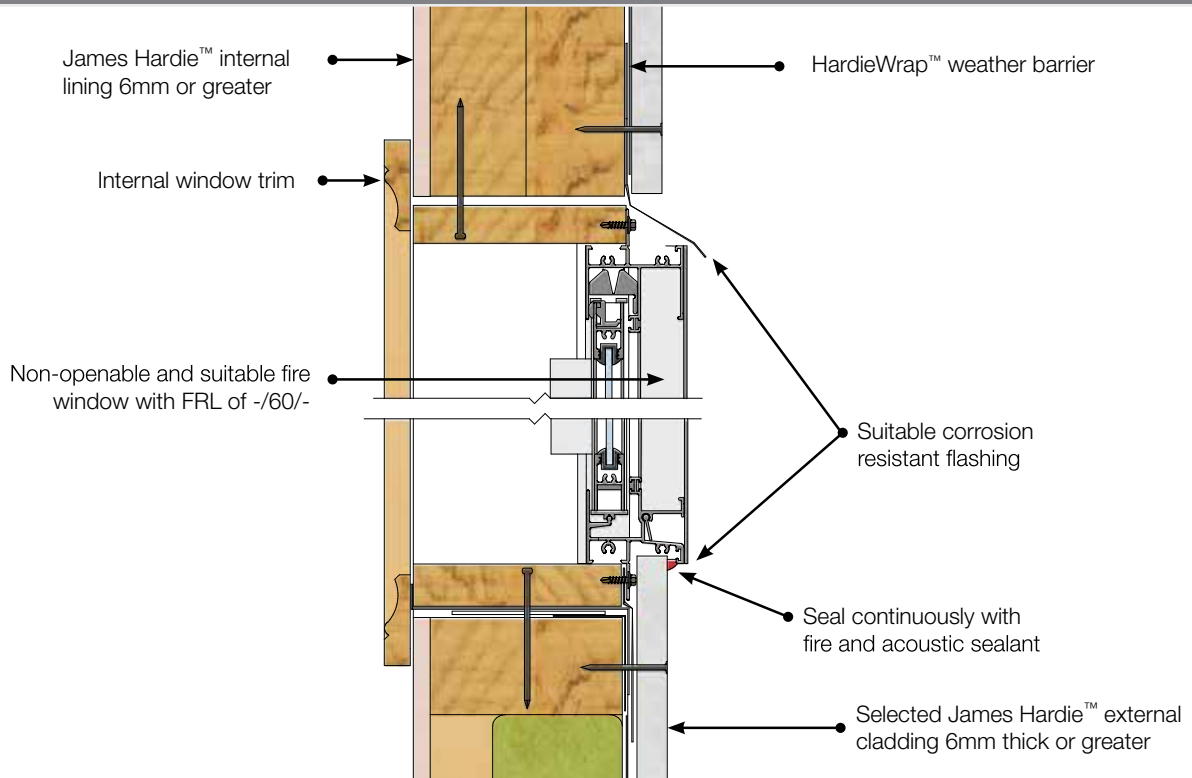 James Hardie™ internal
lining 6mm or greater
HardieWrap™ weather barrier
Internal window trim
Non-openable and suitable fire
window with FRL of -/60/-
Suitable corrosion
resistant flashing
Seal continuously with
fire and acoustic sealant
Selected James Hardie™ external
cladding 6mm thick or greater